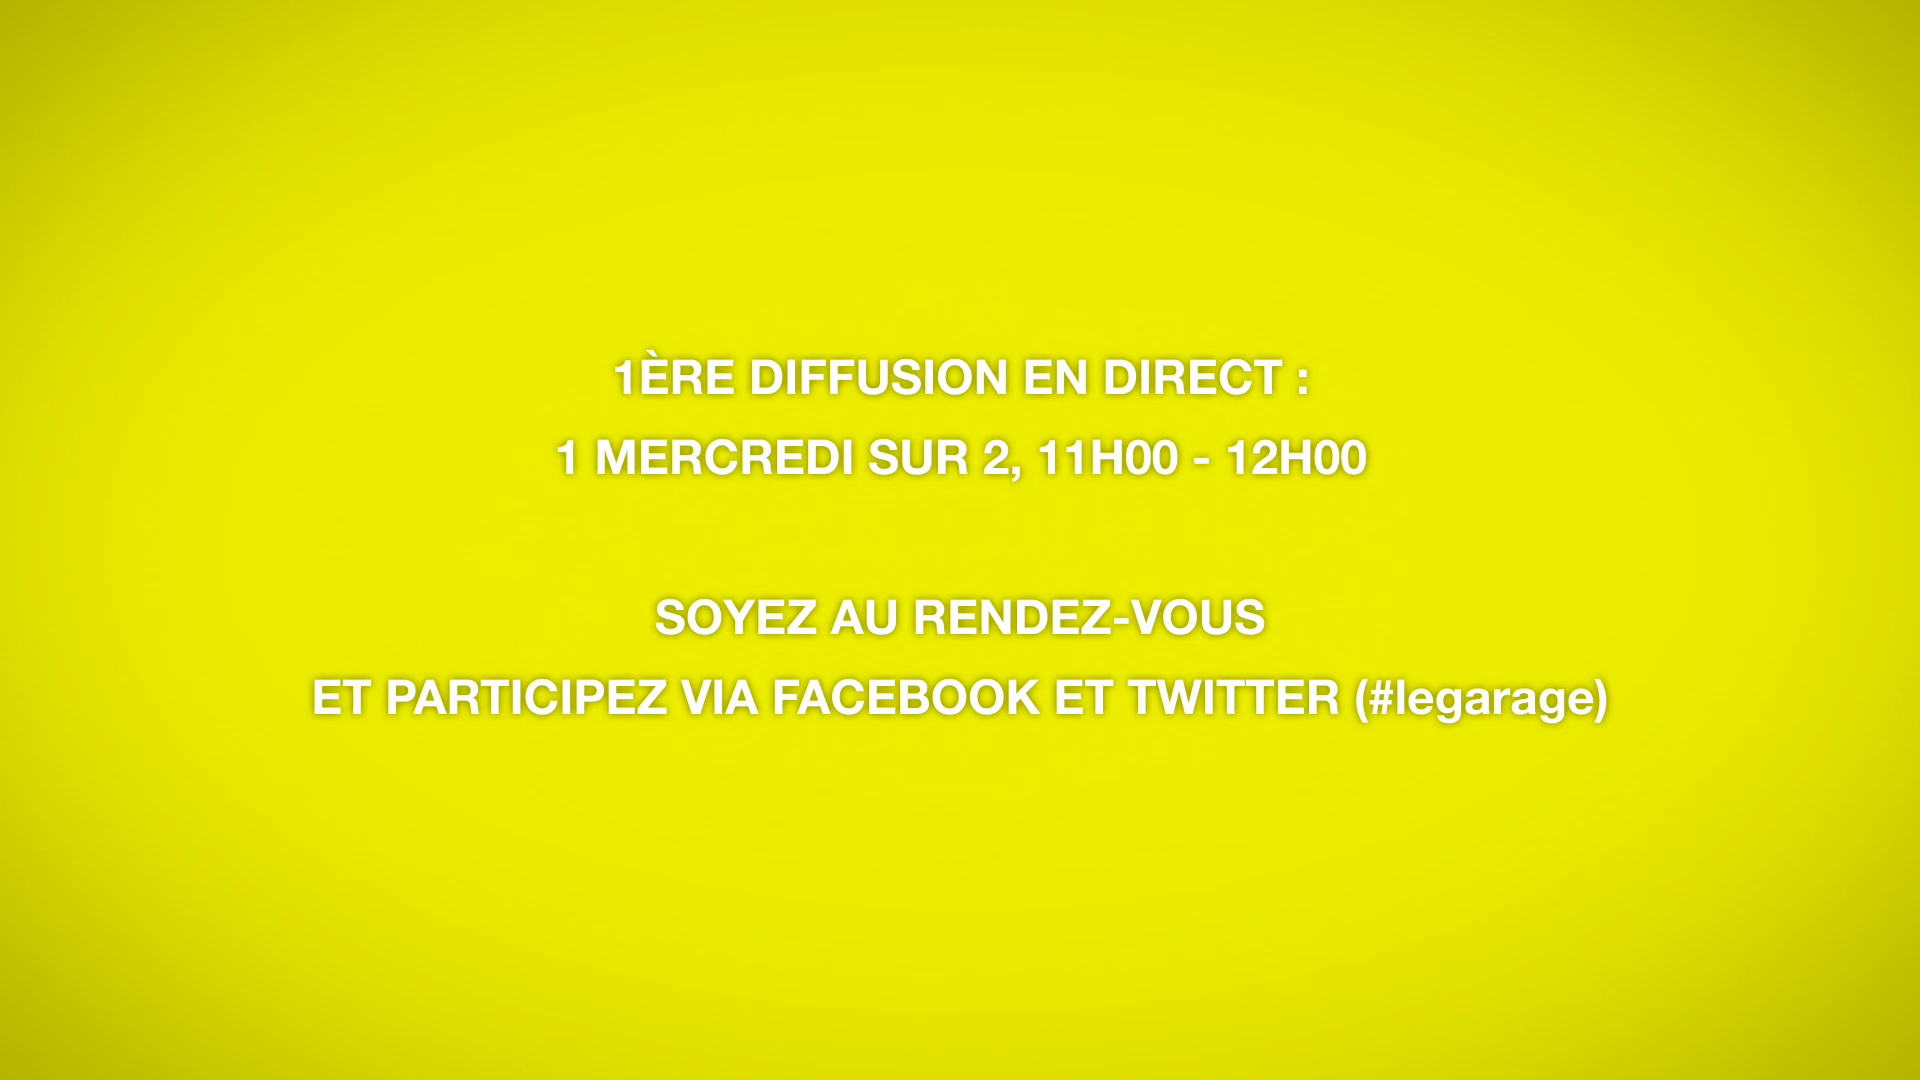 1ÈRE DIFFUSION EN DIRECT :
1 MERCREDI SUR 2, 11H00 - 12H00
SOYEZ AU RENDEZ-VOUS
ET PARTICIPEZ VIA FACEBOOK ET TWITTER (#legarage)